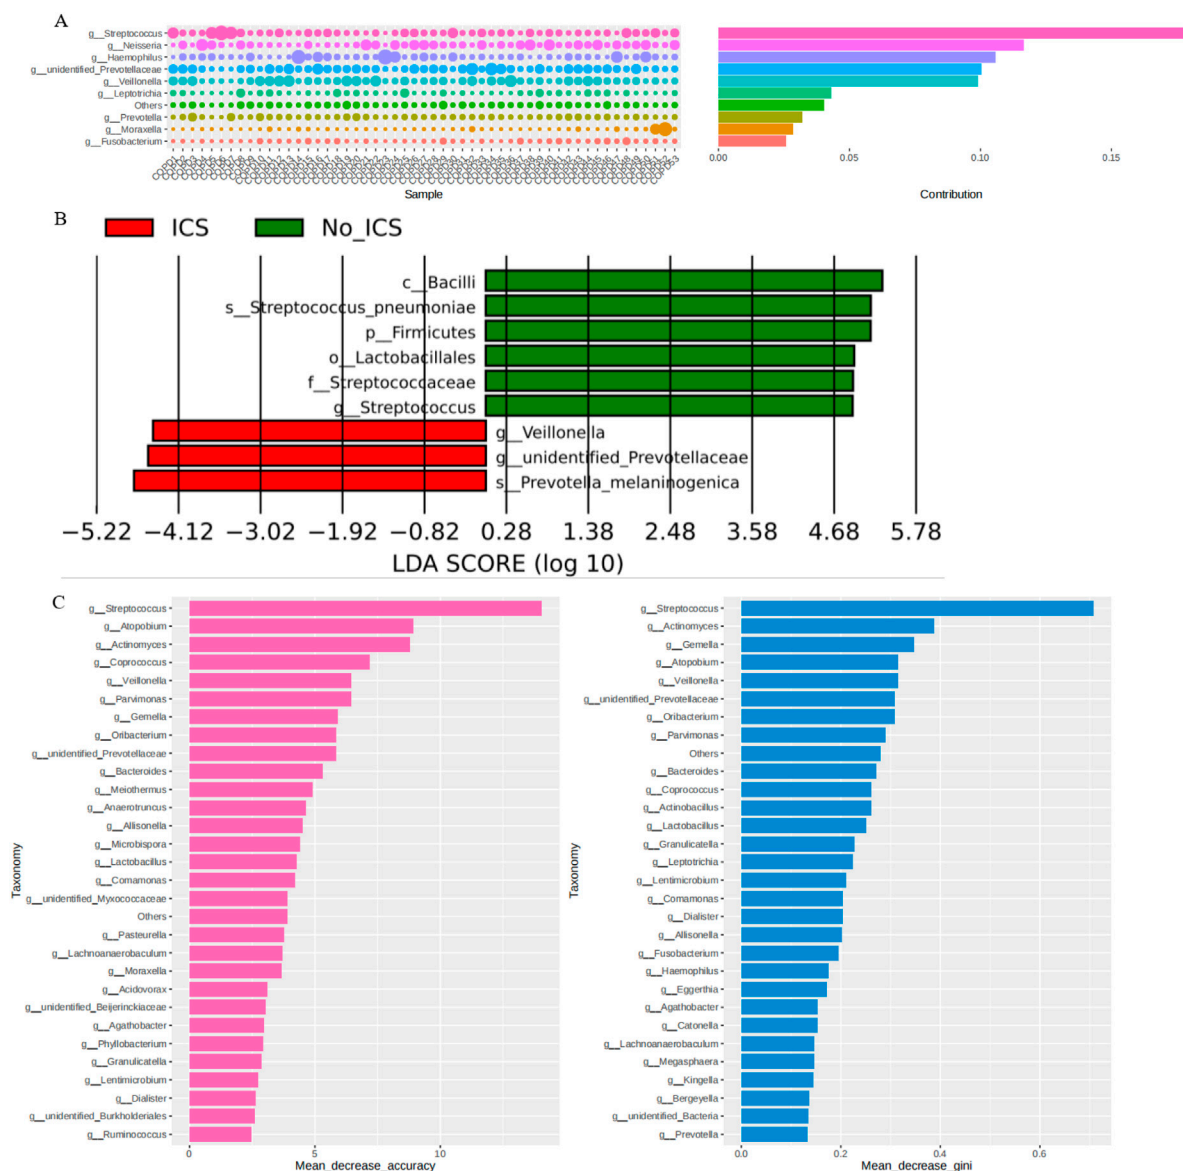 A
g__Streptococcus
g__Neisseria
g__Haemophilus
g__unidentified_Prevotellaceae
g__Veillonella
g__Leptotrichia
Others
g__Prevotella
g__Moraxella
g__Fusobacterium
Sample
0.00 0.05 0.10 0.15
Contribution
B
ICS No_ICS
c__Bacilli
s__Streptococcus_pneumoniae
p__Firmicutes
o__Lactobacillales
f__Streptococcaceae
g__Streptococcus
g__Veillonella
g__unidentified_Prevotellaceae
s__Prevotella_melaninogenica
−5.22 −4.12 −3.02 −1.92 −0.82 0.28 1.38 2.48 3.58 4.68 5.78
LDA SCORE (log 10)
C
Taxonomy
g__Streptococcus
g__Atopobium
g__Actinomyces
g__Coprococcus
g__Veillonella
g__Parvimonas
g__Gemella
g__Oribacterium
g__unidentified_Prevotellaceae
g__Bacteroides
g__Meiothermus
g__Anaerotruncus
g__Allisonella
g__Microbispora
g__Lactobacillus
g__Comamonas
g__unidentified_Myxococcaceae
Others
g__Pasteurella
g__Lachnoanaerobaculum
g__Moraxella
g__Acidovorax
g__unidentified_Beijerinckiaceae
g__Agathobacter
g__Phyllobacterium
g__Granulicatella
g__Lentimicrobium
g__Dialister
g__unidentified_Burkholderiales
g__Ruminococcus
0 5 10
Mean_decrease_accuracy
Taxonomy
g__Streptococcus
g__Actinomyces
g__Gemella
g__Atopobium
g__Veillonella
g__unidentified_Prevotellaceae
g__Oribacterium
g__Parvimonas
Others
g__Bacteroides
g__Coprococcus
g__Actinobacillus
g__Lactobacillus
g__Granulicatella
g__Leptotrichia
g__Lentimicrobium
g__Comamonas
g__Dialister
g__Allisonella
g__Fusobacterium
g__Haemophilus
g__Eggerthia
g__Agathobacter
g__Catonella
g__Lachnoanaerobaculum
g__Megasphaera
g__Kingella
g__Bergeyella
g__unidentified_Bacteria
g__Prevotella
0.0 0.2 0.4 0.6
Mean_decrease_gini